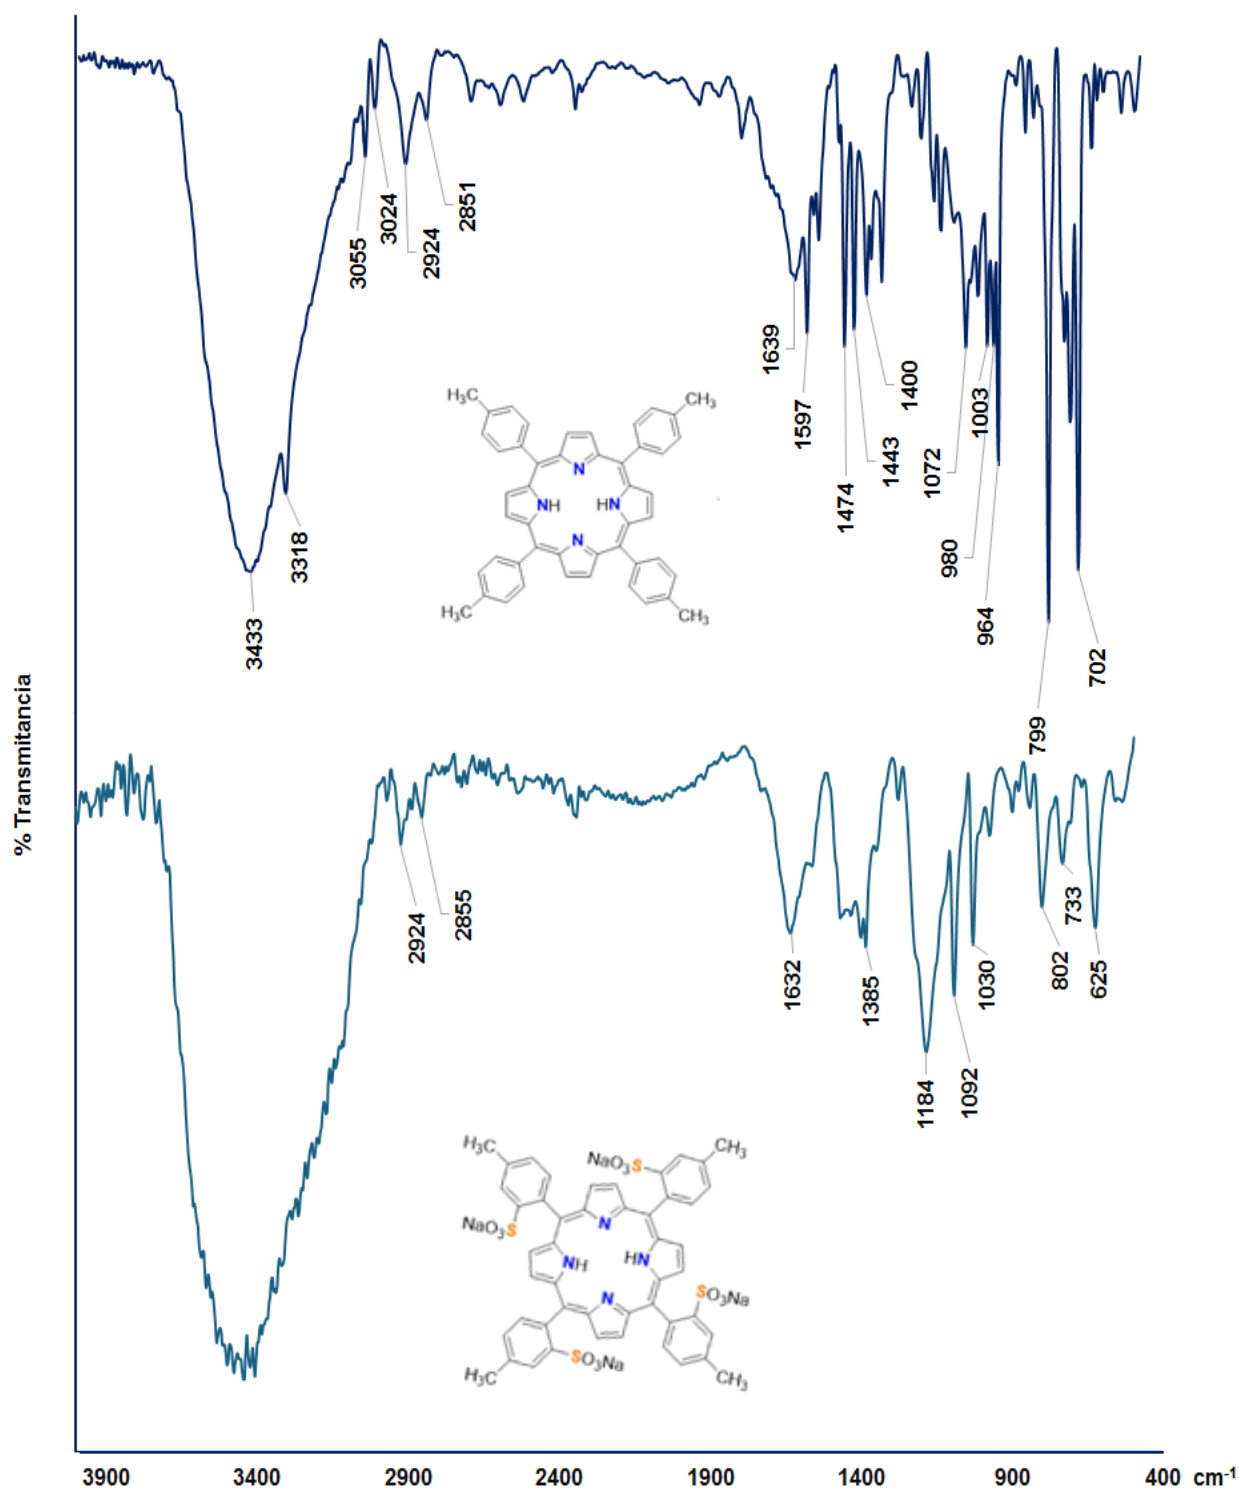 3055
3024
2924
2851
3318
3433
1639
1597
1474
1443
1400
1072
1003
980
964
799
702
H₃C
CH₃
N
NH
HN
N
H₃C
CH₃
% Transmitancia
2924
2855
1632
1385
1184
1092
1030
802
733
625
H₃C
NaO₃S
CH₃
NaO₃S
N
NH
HN
N
SO₃Na
SO₃Na
H₃C
CH₃
3900 3400 2900 2400 1900 1400 900 400 cm⁻¹